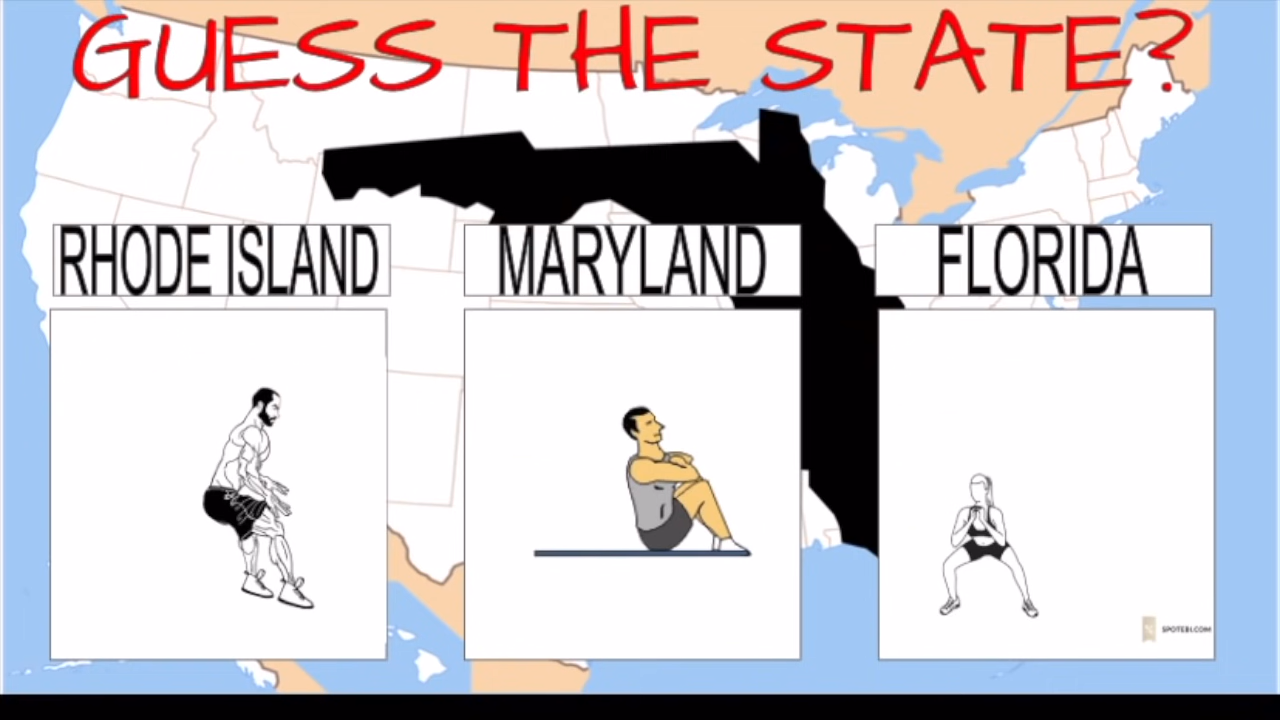 GUESS THE STATE?
RHODE ISLAND
MARYLAND
FLORIDA
SPOTEBI.COM